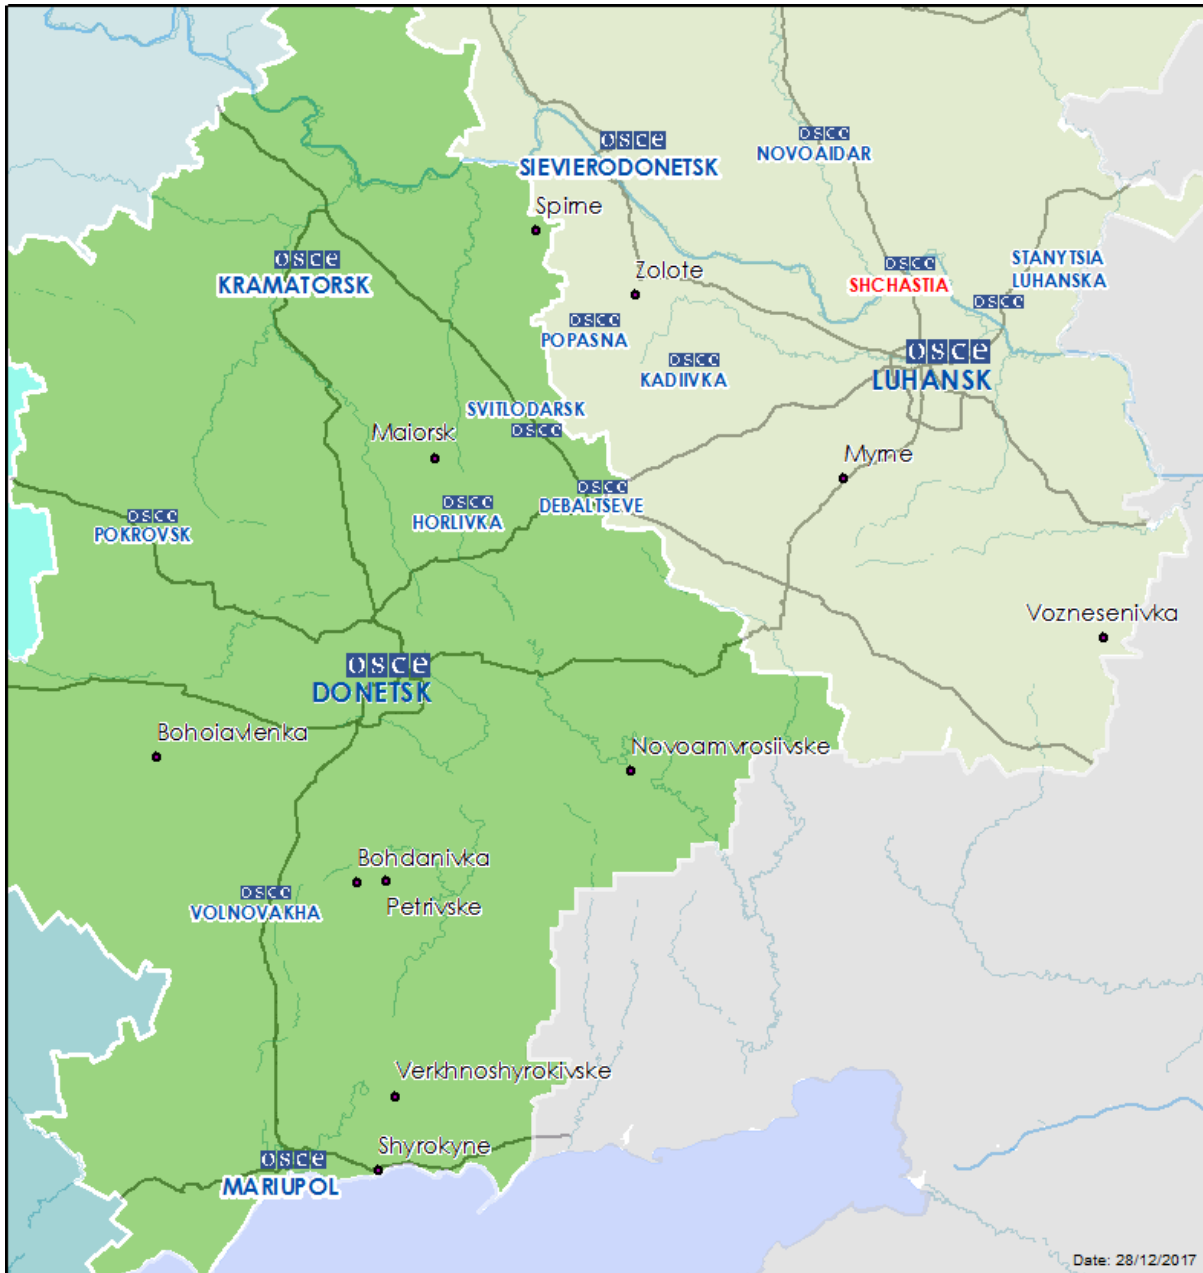 osce
SIEVIERODONETSK
osce
NOVOAIDAR
Spirne
osce
KRAMATORSK
Zolote
osce
SHCHASTIA
STANYTSIA
LUHANSKA
osce
osce
POPASNA
osce
KADIIVKA
osce
LUHANSK
SVITLODARSK
osce
Maiorsk
Myrne
osce
DEBALTSEVE
osce
HORLIVKA
osce
POKROVSK
Voznesenivka
osce
DONETSK
Bohoiavlenka
Novoamvrosiivske
Bohdanivka
Petrivske
osce
VOLNOVAKHA
Verkhnoshyrokivske
Shyrokyne
osce
MARIUPOL
Date: 28/12/2017